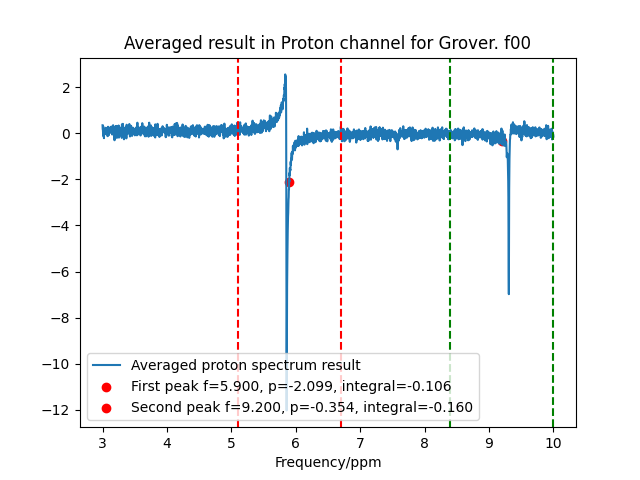 Averaged result in Proton channel for Grover. f00
2
0
−2
−4
−6
−8
−10
−12
Averaged proton spectrum result
First peak f=5.900, p=-2.099, integral=-0.106
Second peak f=9.200, p=-0.354, integral=-0.160
3 4 5 6 7 8 9 10
Frequency/ppm